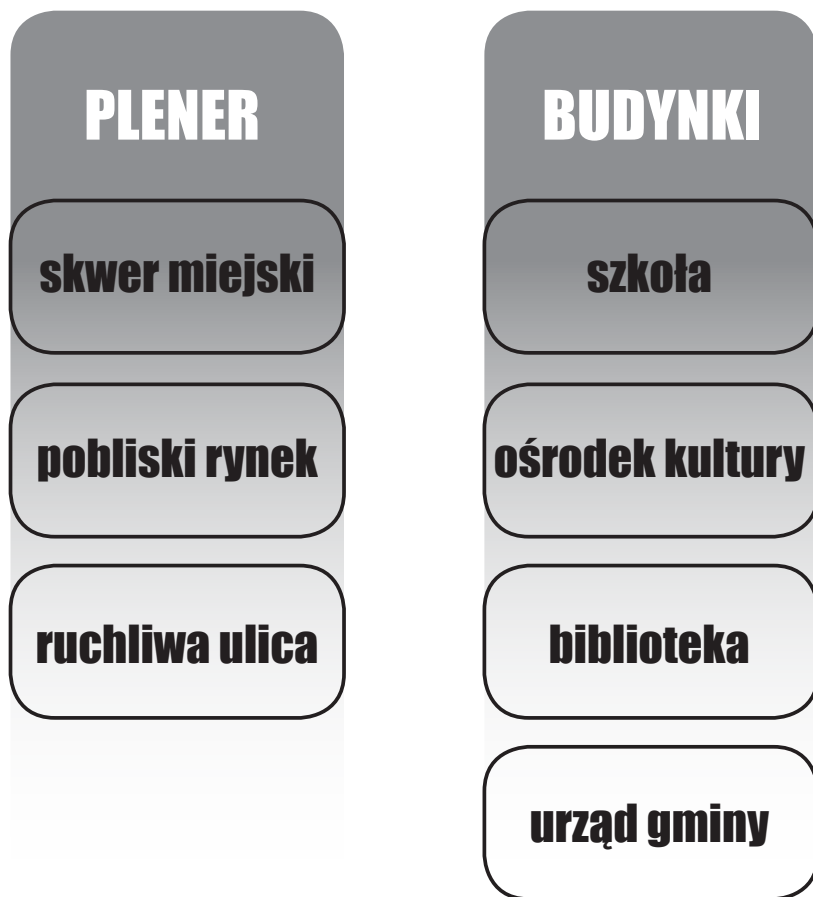 PLENER
skwer miejski
pobliski rynek
ruchliwa ulica
BUDYNKI
szkoła
ośrodek kultury
biblioteka
urząd gminy